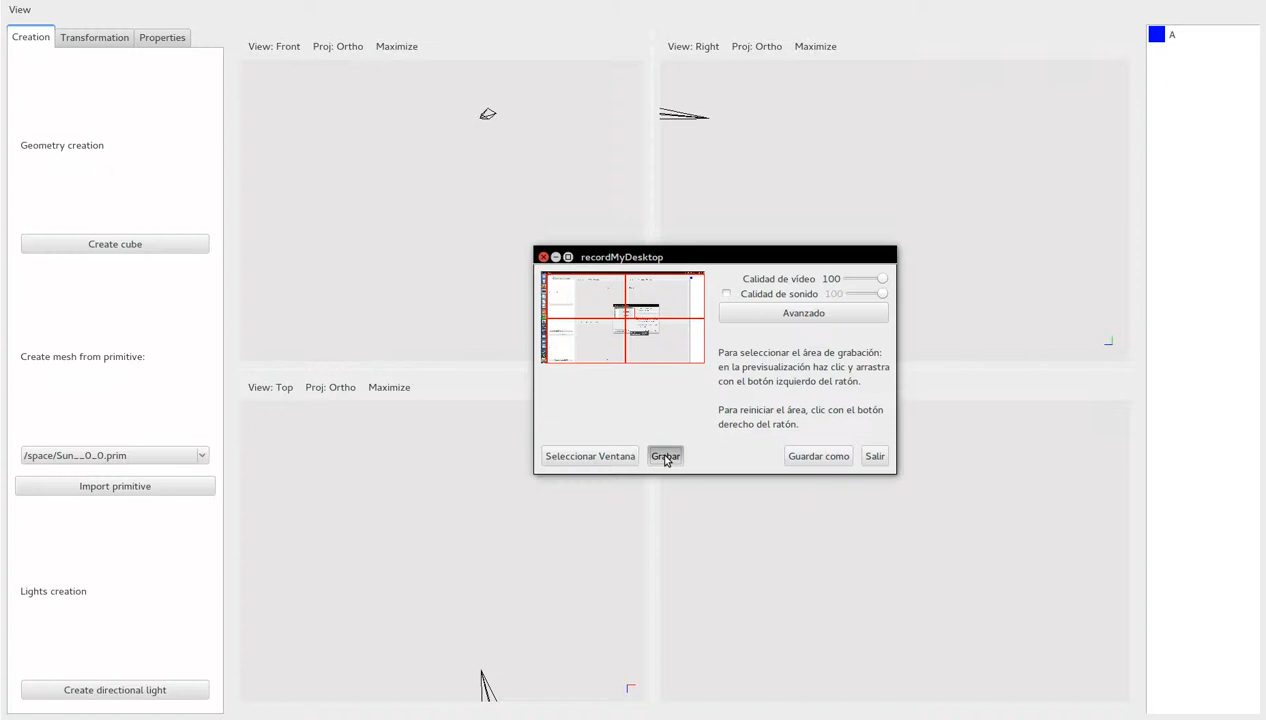 View
Creation
Transformation
Properties
Geometry creation
Create cube
Create mesh from primitive:
/space/Sun__0_0.prim
Import primitive
Lights creation
Create directional light
View: Front Proj: Ortho Maximize
View: Right Proj: Ortho Maximize
View: Top Proj: Ortho Maximize
recordMyDesktop
Calidad de vídeo 100
Calidad de sonido 100
Avanzado
Para seleccionar el área de grabación:
en la previsualización haz clic y arrastra
con el botón izquierdo del ratón.
Para reiniciar el área, clic con el botón
derecho del ratón.
Seleccionar Ventana
Grabar
Guardar como
Salir
A